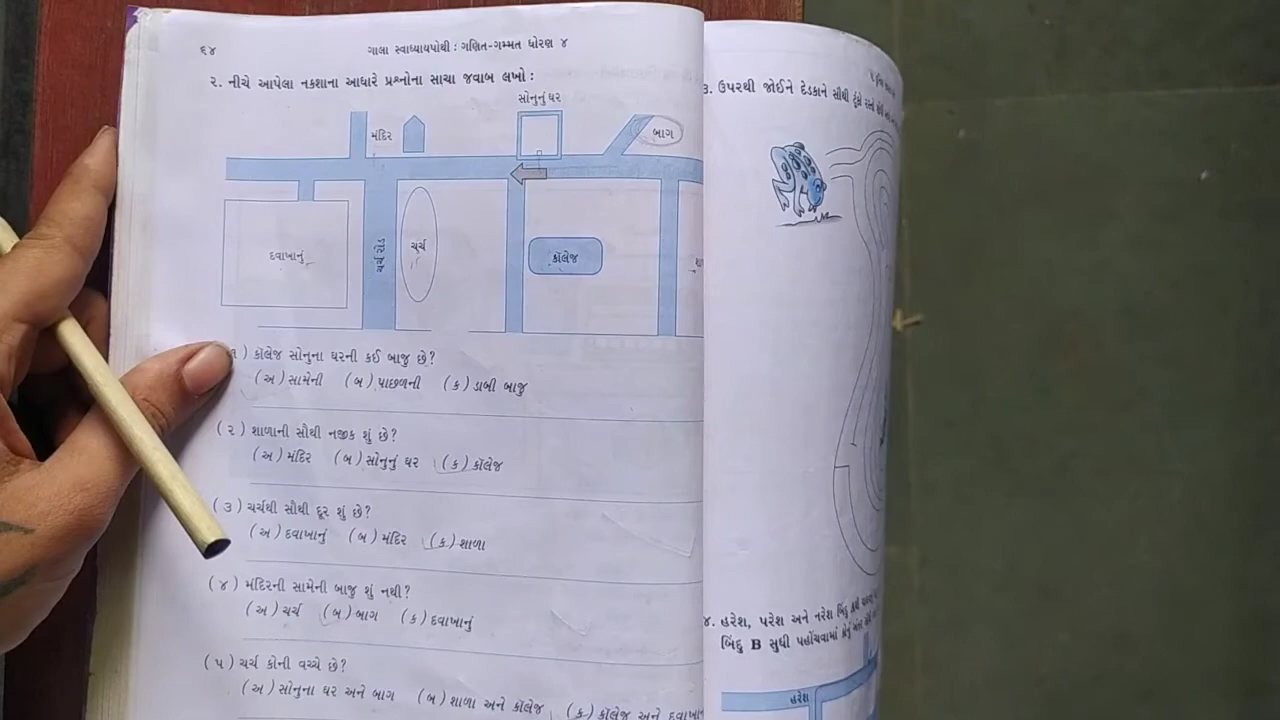 ૬૪ ગાલા સ્વાધ્યાયપોથી : ગણિત-ગમ્મત ધોરણ ૪
૨. નીચે આપેલા નકશાના આધારે પ્રશ્નોના સાચા જવાબ લખો :
સોનુનું ઘર
મંદિર
બાગ
દવાખાનું
ચર્ચ રોડ
ચર્ચ
કૉલેજ
૧) કૉલેજ સોનુના ઘરની કઈ બાજુ છે?
(અ) સામેની (બ) પાછળની (ક) ડાબી બાજુ
(૨) શાળાની સૌથી નજીક શું છે?
(અ) મંદિર (બ) સોનુનું ઘર (ક) કૉલેજ
(૩) ચર્ચથી સૌથી દૂર શું છે?
(અ) દવાખાનું (બ) મંદિર (ક) શાળા
(૪) મંદિરની સામેની બાજુ શું નથી?
(અ) ચર્ચ (બ) બાગ (ક) દવાખાનું
(૫) ચર્ચ કોની વચ્ચે છે?
(અ) સોનુના ઘર અને બાગ (બ) શાળા અને કૉલેજ (ક) કૉલેજ અને
૩. ઉપરથી જોઈને દેડકાને સૌથી ટૂંકો
૪. હરેશ, પરેશ અને નરેશ બિંદુ
બિંદુ B સુધી પહોંચવામાં
હરેશ